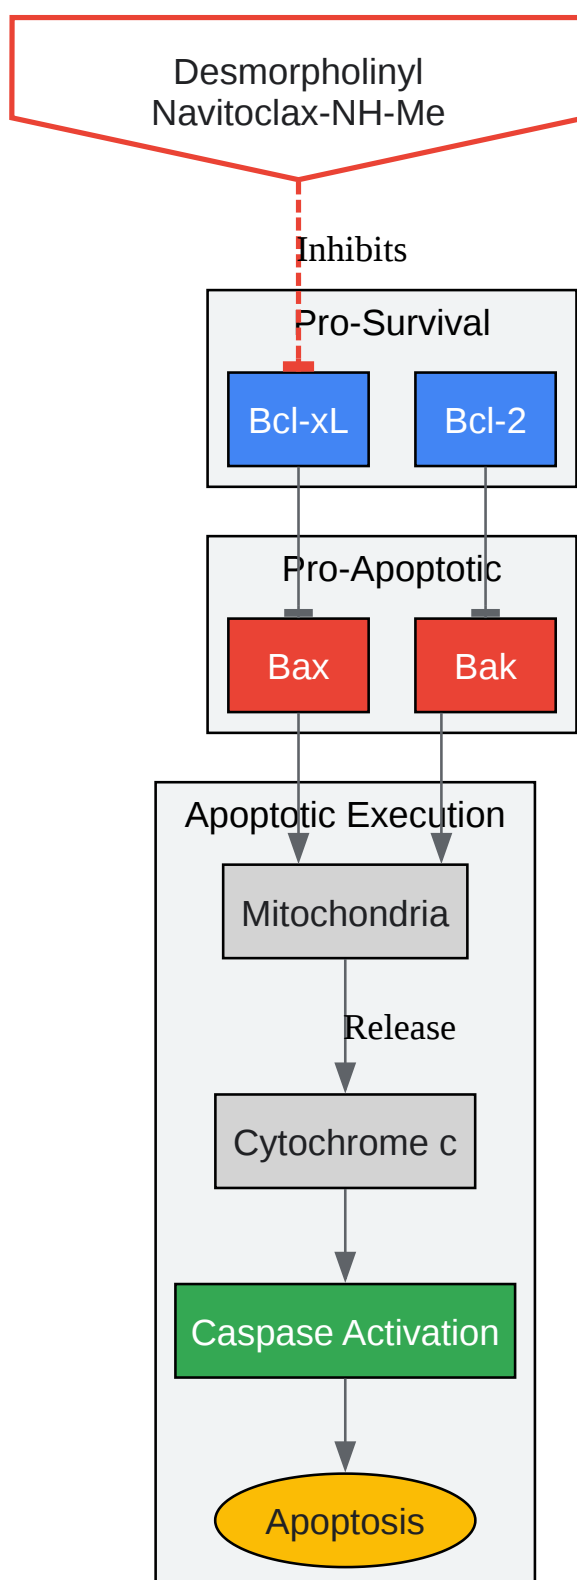 Desmorpholinyl
Navitoclax-NH-Me
Inhibits
Pro-Survival
Bcl-xL
Bcl-2
Pro-Apoptotic
Bax
Bak
Apoptotic Execution
Mitochondria
Release
Cytochrome c
Caspase Activation
Apoptosis